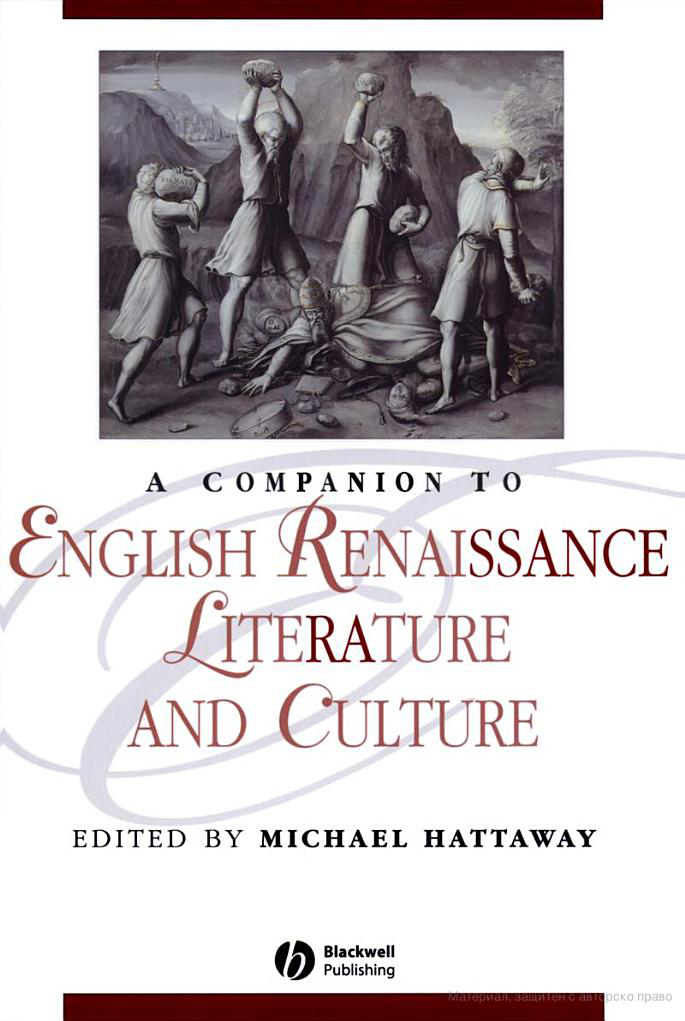 A COMPANION TO
ENGLISH RENAISSANCE
LITERATURE
AND CULTURE
EDITED BY MICHAEL HATTAWAY
b Blackwell
Publishing
Материал, защитен с авторско право